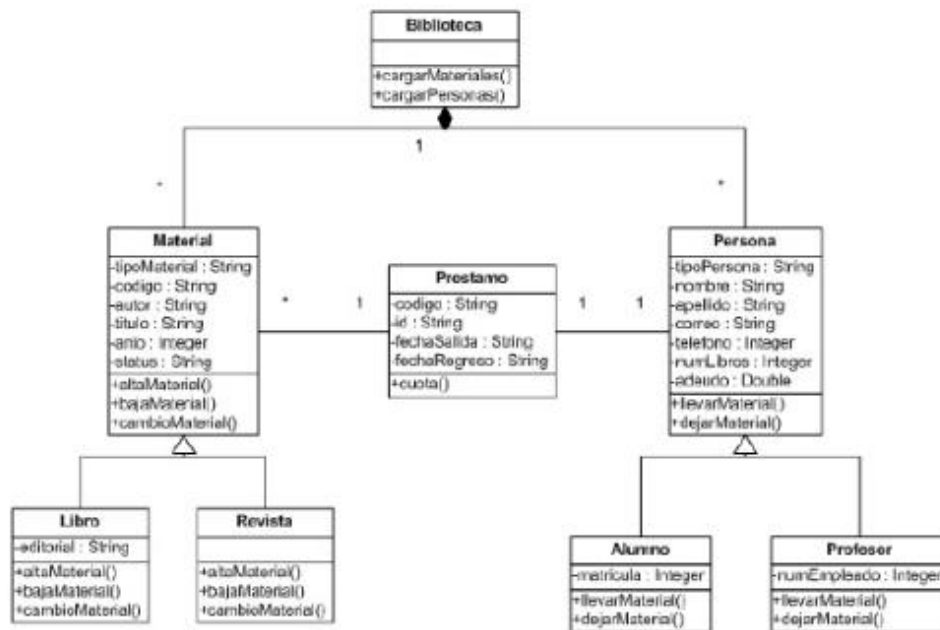 Biblioteca
+cargarMateriales()
+cargarPersonas()
1
*
*
Material
-tipoMaterial : String
-codigo : String
-autor : String
-titulo : String
-anio : Integer
-status : String
+altaMaterial()
+bajaMaterial()
+cambioMaterial()
*
1
Prestamo
-codigo : String
-id : String
-fechaSalida : String
-fechaRegreso : String
+cuota()
1
1
Persona
-tipoPersona : String
-nombre : String
-apellido : String
-correo : String
-telefono : Integer
-numLibros : Integer
-adeudo : Double
+llevarMaterial()
+dejarMaterial()
Libro
-editorial : String
+altaMaterial()
+bajaMaterial()
+cambioMaterial()
Revista
+altaMaterial()
+bajaMaterial()
+cambioMaterial()
Alumno
-matricula : Integer
+llevarMaterial()
+dejarMaterial()
Profesor
-numEmpleado : Integer
+llevarMaterial()
+dejarMaterial()